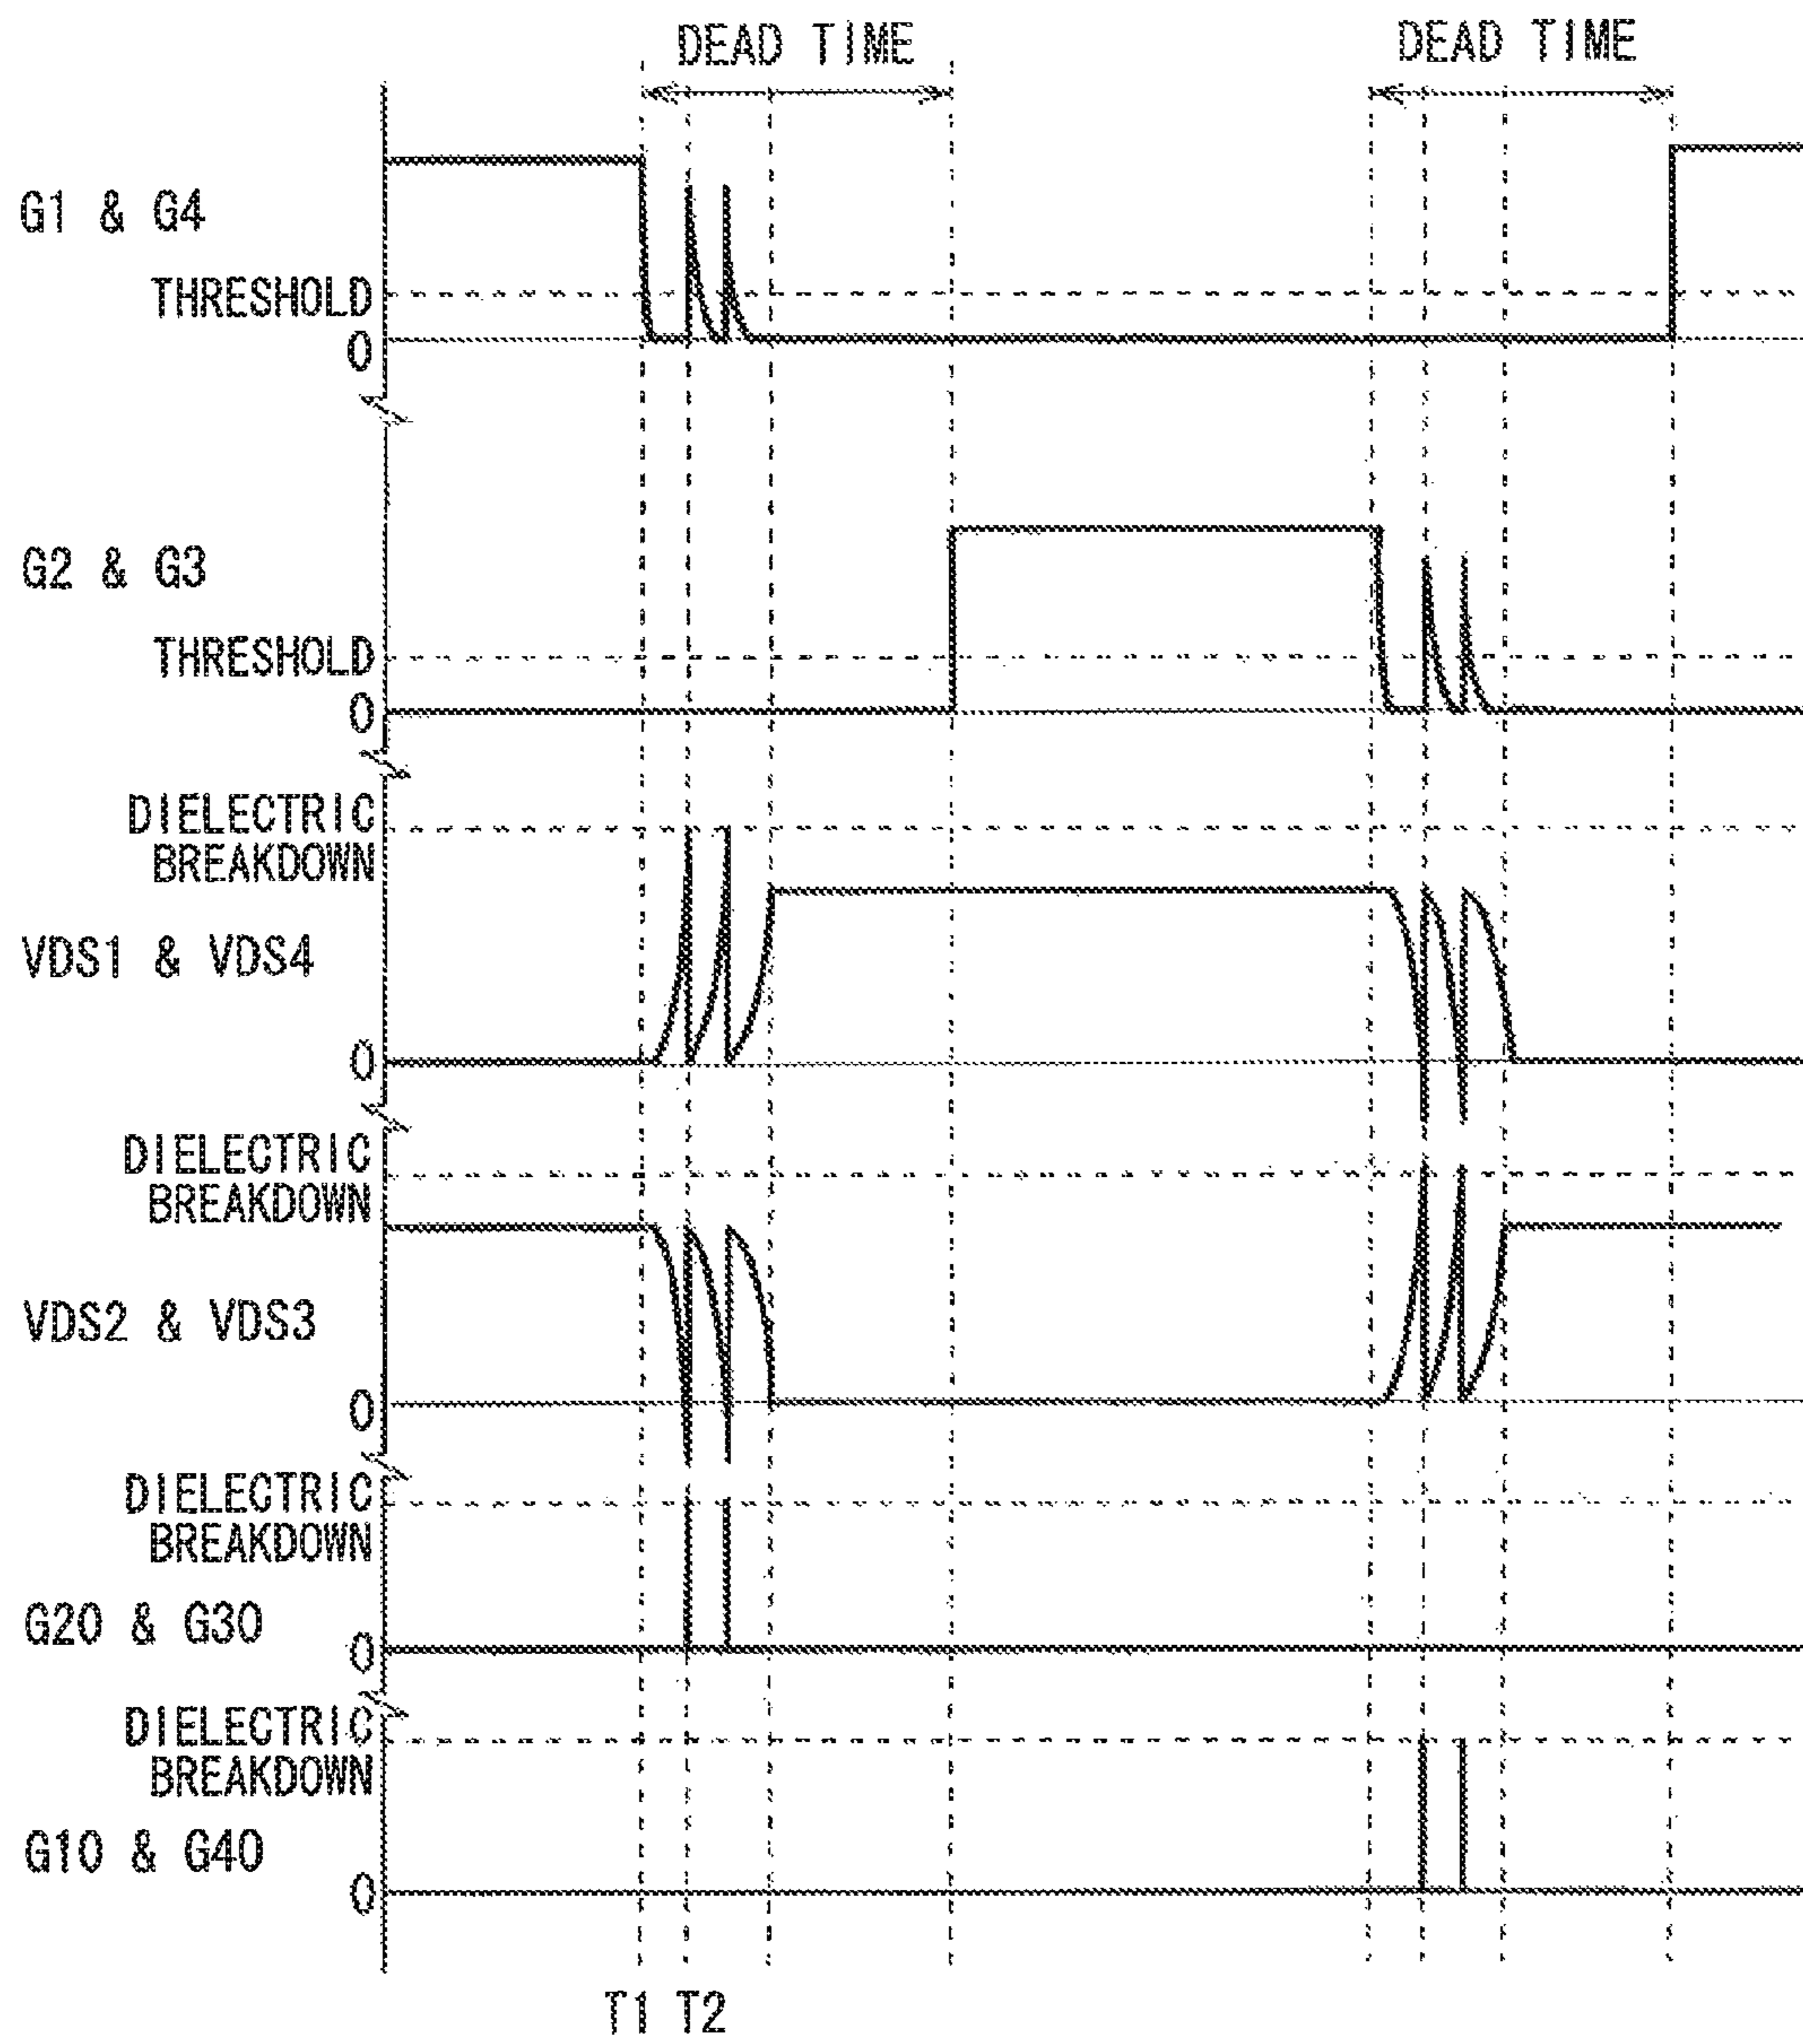 DEAD TIME DEAD TIME
G1 & G4
THRESHOLD
0
G2 & G3
THRESHOLD
0
DIELECTRIC
BREAKDOWN
VDS1 & VDS4
0
DIELECTRIC
BREAKDOWN
VDS2 & VDS3
0
DIELECTRIC
BREAKDOWN
G20 & G30
0
DIELECTRIC
BREAKDOWN
G10 & G40
0
T1 T2